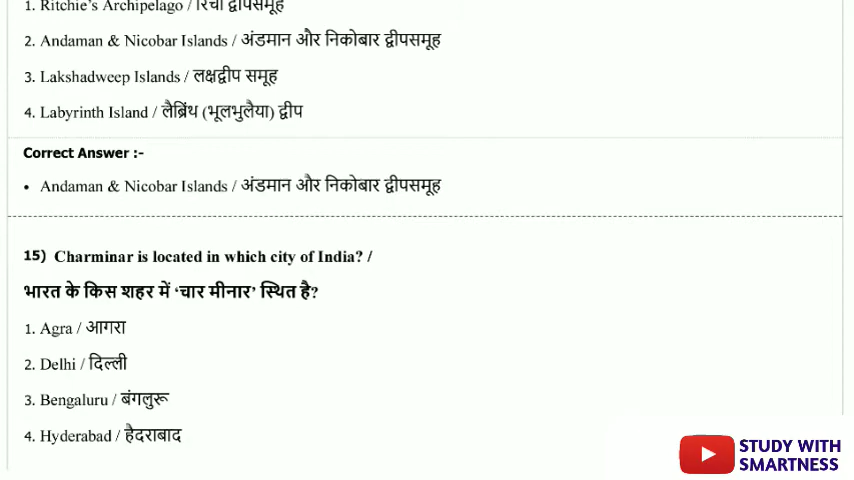 1. Ritchie's Archipelago / रिची द्वीपसमूह
2. Andaman & Nicobar Islands / अंडमान और निकोबार द्वीपसमूह
3. Lakshadweep Islands / लक्षद्वीप समूह
4. Labyrinth Island / लैब्रिंथ (भूलभुलैया) द्वीप
Correct Answer :-
• Andaman & Nicobar Islands / अंडमान और निकोबार द्वीपसमूह
15) Charminar is located in which city of India? /
भारत के किस शहर में ‘चार मीनार’ स्थित है?
1. Agra / आगरा
2. Delhi / दिल्ली
3. Bengaluru / बंगलुरू
4. Hyderabad / हैदराबाद
STUDY WITH
SMARTNESS